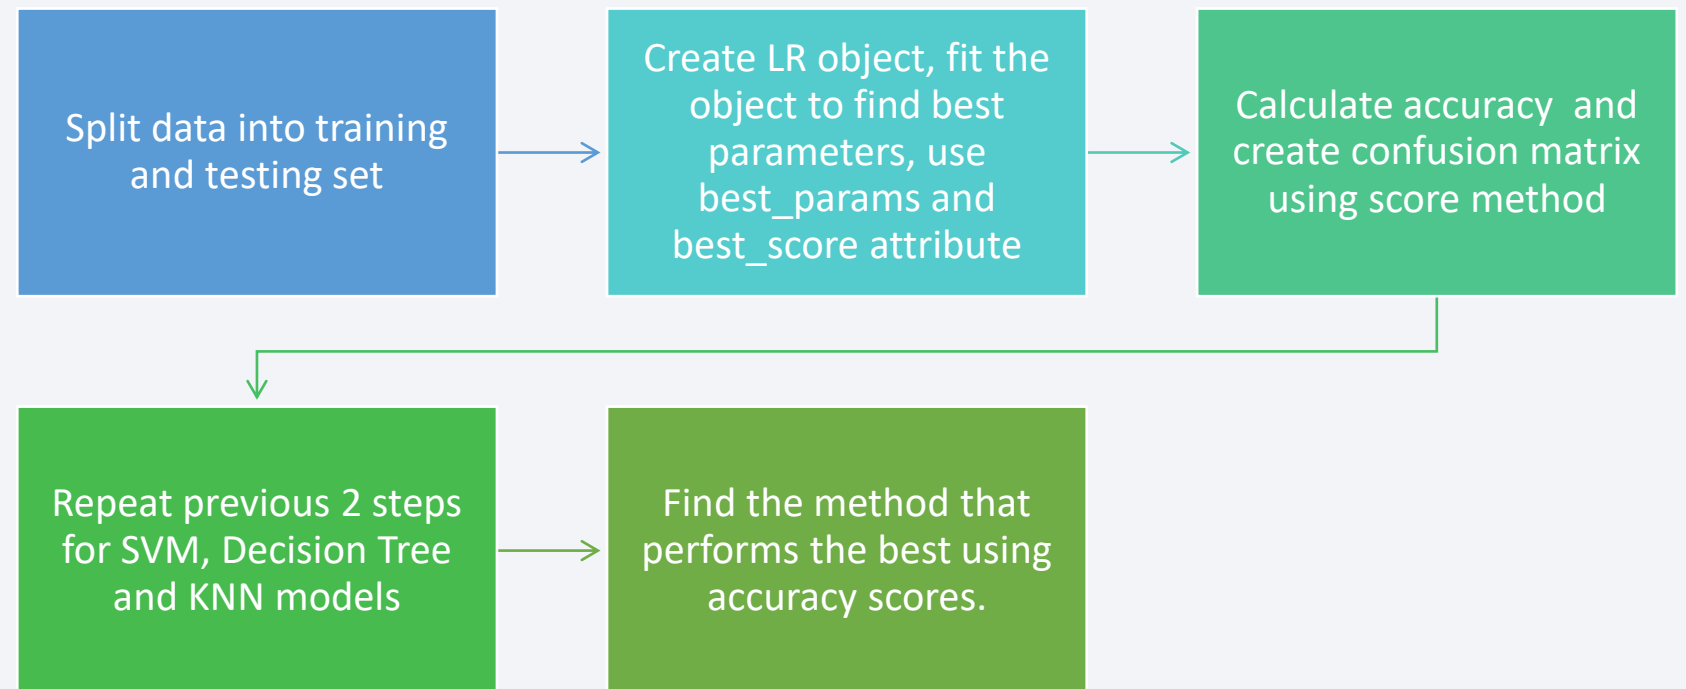 Split data into training
and testing set
Create LR object, fit the
object to find best
parameters, use
best_params and
best_score attribute
Calculate accuracy  and
create confusion matrix
using score method
Repeat previous 2 steps
for SVM, Decision Tree
and KNN models
Find the method that
performs the best using
accuracy scores.